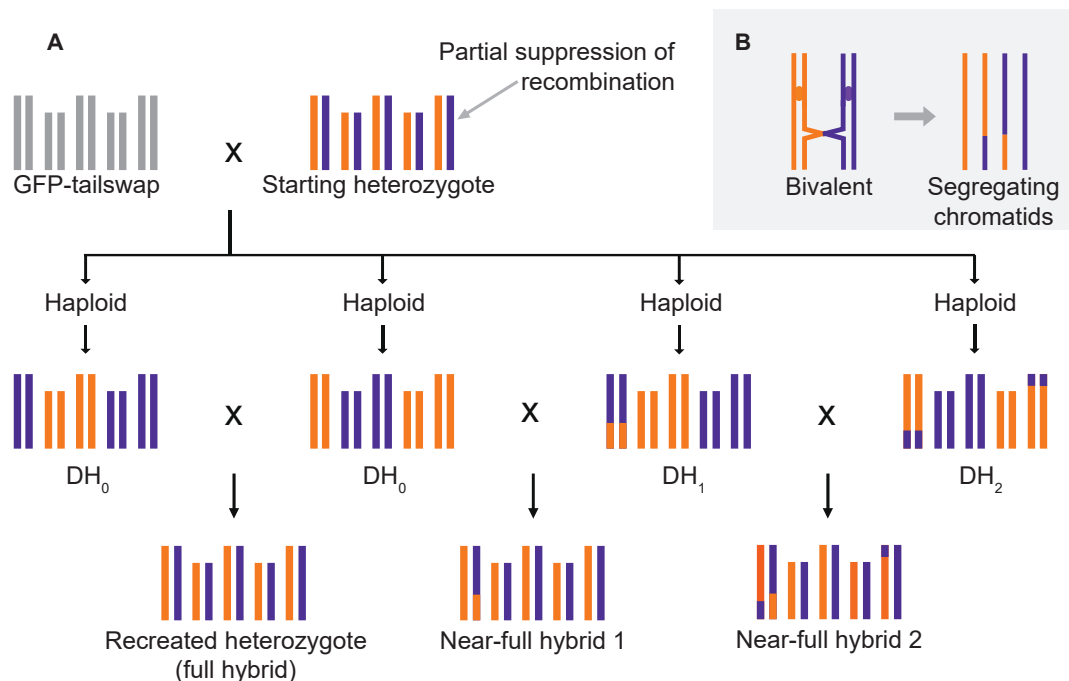 A
Partial suppression of
recombination
GFP-tailswap
X
Starting heterozygote
B
Bivalent
Segregating
chromatids
Haploid
Haploid
Haploid
Haploid
X
X
X
DH0
DH0
DH1
DH2
Recreated heterozygote
(full hybrid)
Near-full hybrid 1
Near-full hybrid 2